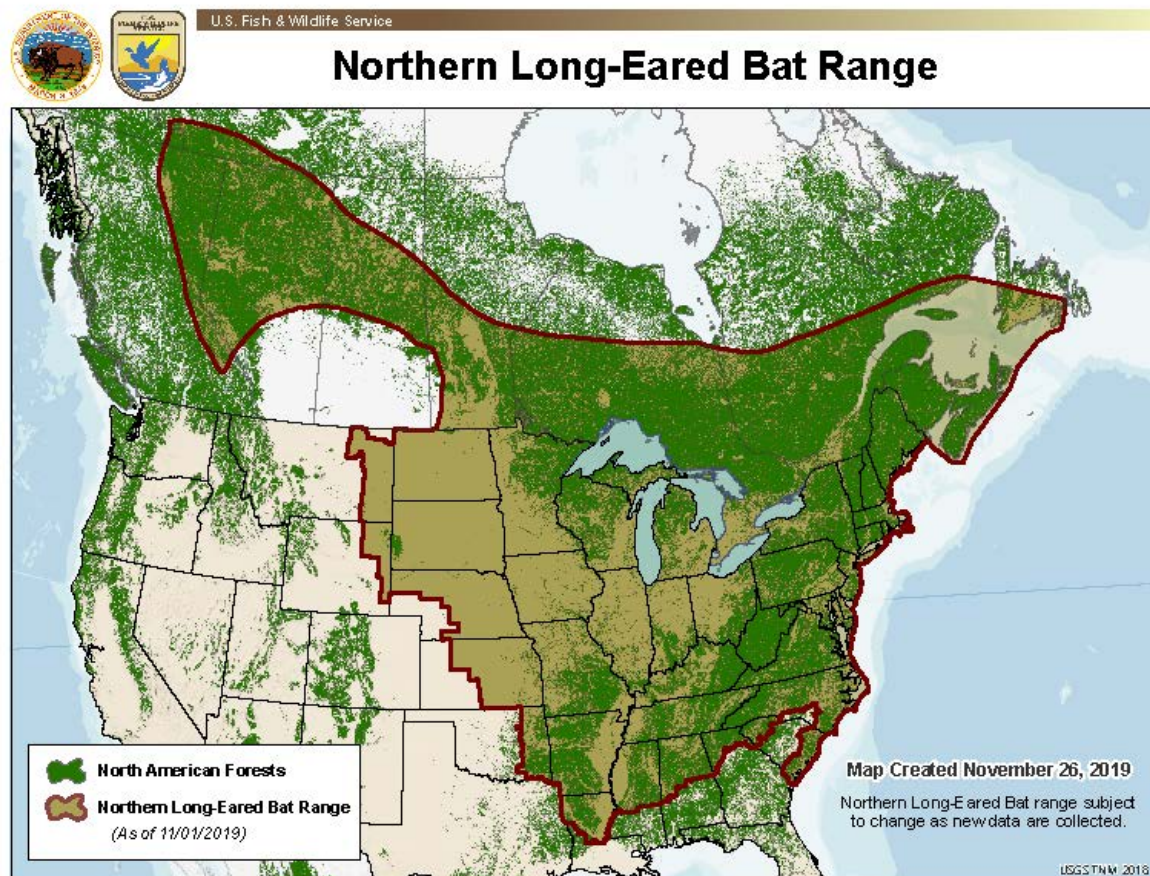 U.S. Fish & Wildlife Service
Northern Long-Eared Bat Range
North American Forests
Northern Long-Eared Bat Range
(As of 11/01/2019)
Map Created November 26, 2019
Northern Long-Eared Bat range subject
to change as new data are collected.
USGS TNM 2018